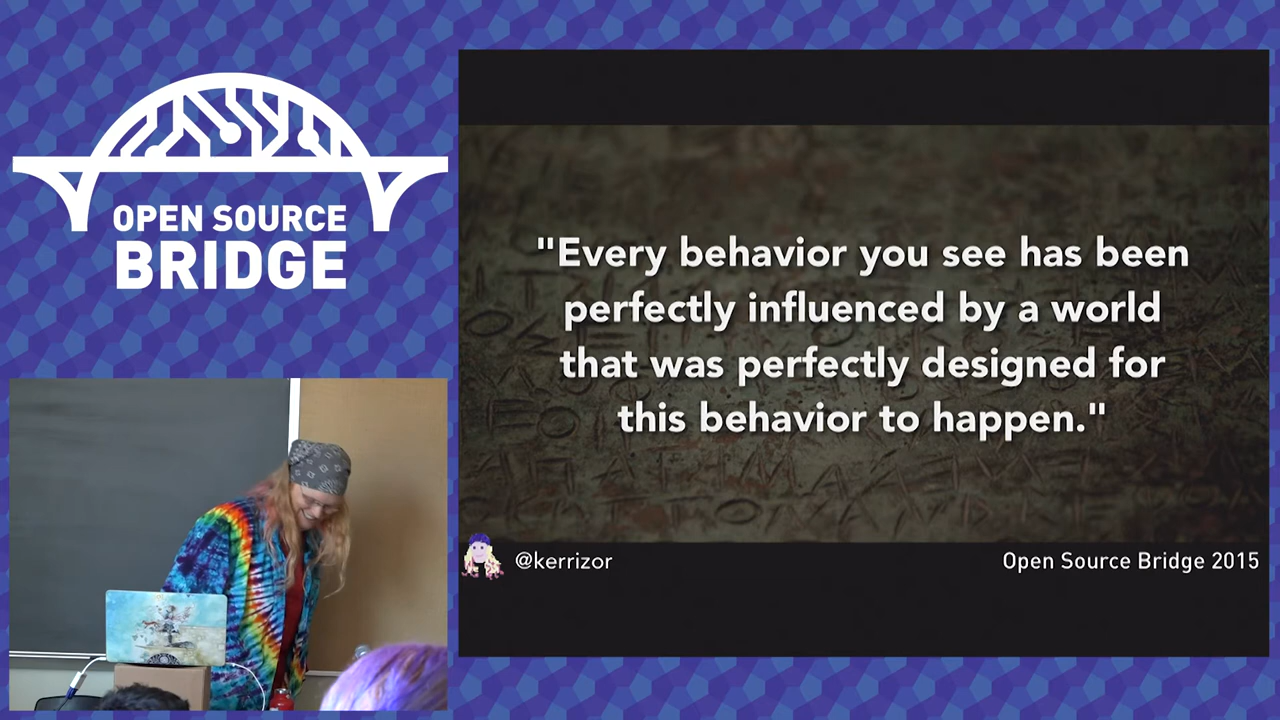 OPEN SOURCE
BRIDGE
"Every behavior you see has been
perfectly influenced by a world
that was perfectly designed for
this behavior to happen."
@kerrizor
Open Source Bridge 2015